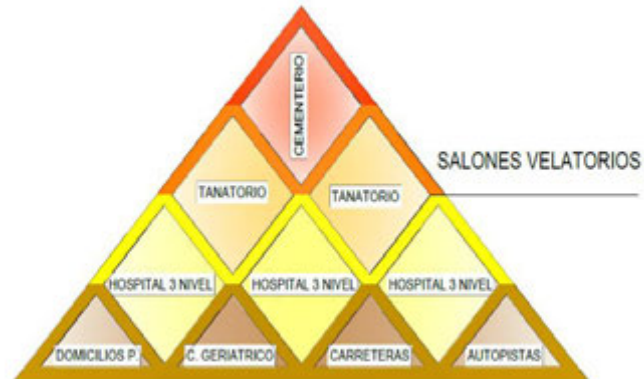 CEMENTERIO
SALONES VELATORIOS
TANATORIO
TANATORIO
HOSPITAL 3 NIVEL
HOSPITAL 3 NIVEL
HOSPITAL 3 NIVEL
DOMICILIOS P.
C. GERIATRICO
CARRETERAS
AUTOPISTAS